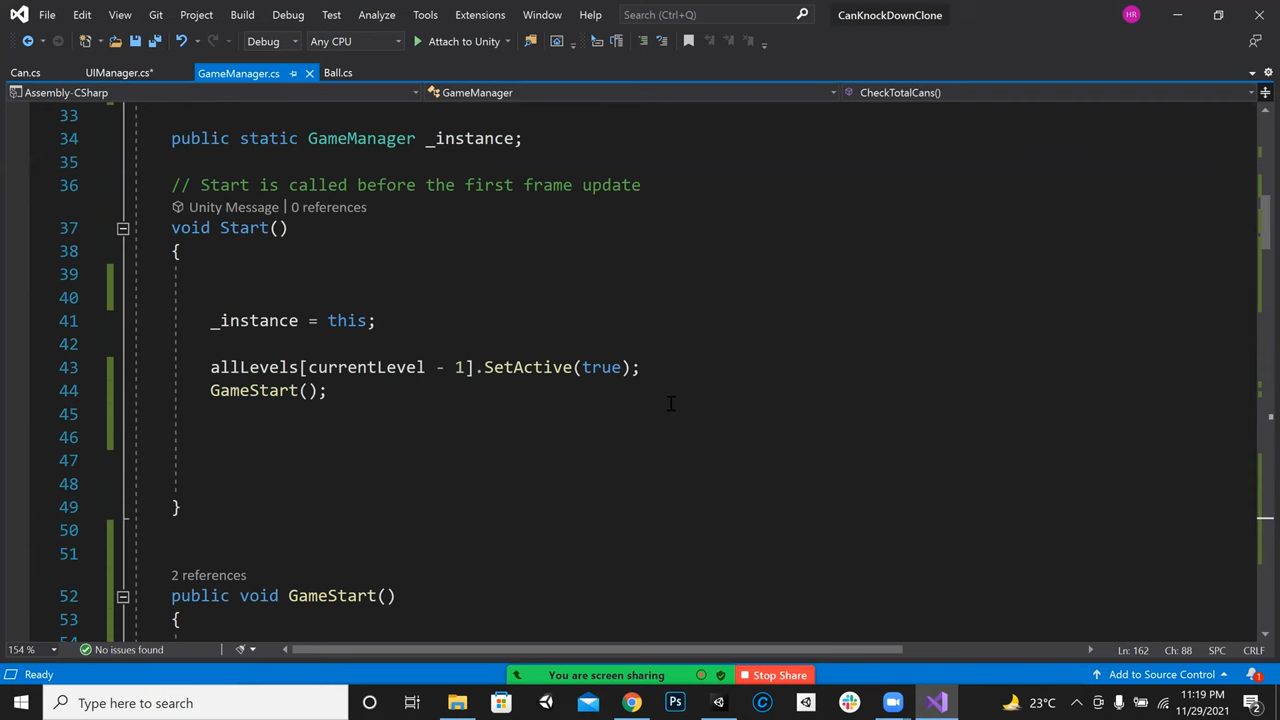 File Edit View Git Project Build Debug Test Analyze Tools Extensions Window Help Search (Ctrl+Q) CanKnockDownClone HR
Debug Any CPU Attach to Unity
Can.cs UIManager.cs* GameManager.cs Ball.cs
Assembly-CSharp GameManager CheckTotalCans()
33
34 public static GameManager _instance;
35
36 // Start is called before the first frame update
Unity Message | 0 references
37 void Start()
38 {
39
40
41 _instance = this;
42
43 allLevels[currentLevel - 1].SetActive(true);
44 GameStart();
45
46
47
48
49 }
50
51
2 references
52 public void GameStart()
53 {
54
154 % No issues found Ln: 162 Ch: 88 SPC CRLF
Ready You are screen sharing Stop Share Add to Source Control 1
Type here to search 23°C 11:19 PM
11/29/2021